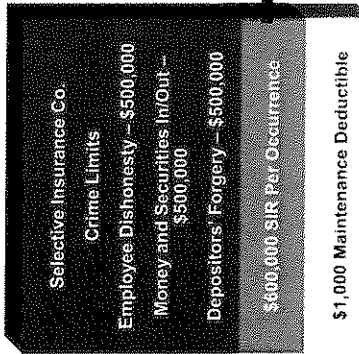 Selective Insurance Co.
Crime Limits
Employee Dishonesty – $500,000
Money and Securities In/Out –
$500,000
Depositors' Forgery – $500,000
$500,000 SIR Per Occurrence
$1,000 Maintenance Deductible